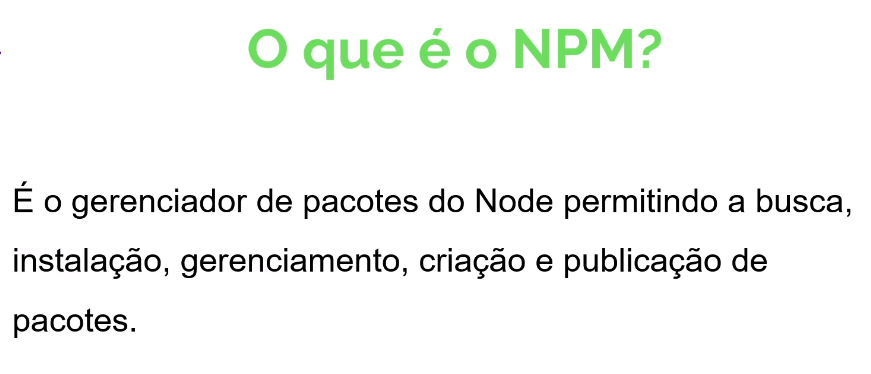 O que é o NPM?
É o gerenciador de pacotes do Node permitindo a busca,
instalação, gerenciamento, criação e publicação de
pacotes.